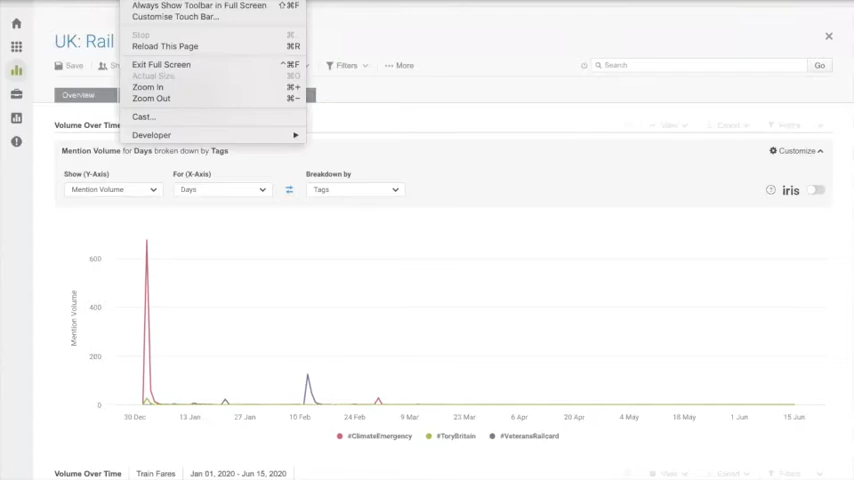 Always Show Toolbar in Full Screen ⇧⌘F
Customise Touch Bar...
Stop ⌘.
Reload This Page ⌘R
Exit Full Screen ^⌘F
Actual Size ⌘0
Zoom In ⌘+
Zoom Out ⌘−
Cast...
Developer
UK: Rail
Save Sh Filters ••• More Search Go
Overview
Volume Over Time
Mention Volume for Days broken down by Tags Customize
Show (Y-Axis) For (X-Axis) Breakdown by
Mention Volume Days Tags ? iris
600
400
200
0
Mention Volume
30 Dec 13 Jan 27 Jan 10 Feb 24 Feb 9 Mar 23 Mar 6 Apr 20 Apr 4 May 18 May 1 Jun 15 Jun
#ClimateEmergency #ToryBritain #VeteransRailcard
Volume Over Time Train Fares Jan 01, 2020 - Jun 15, 2020